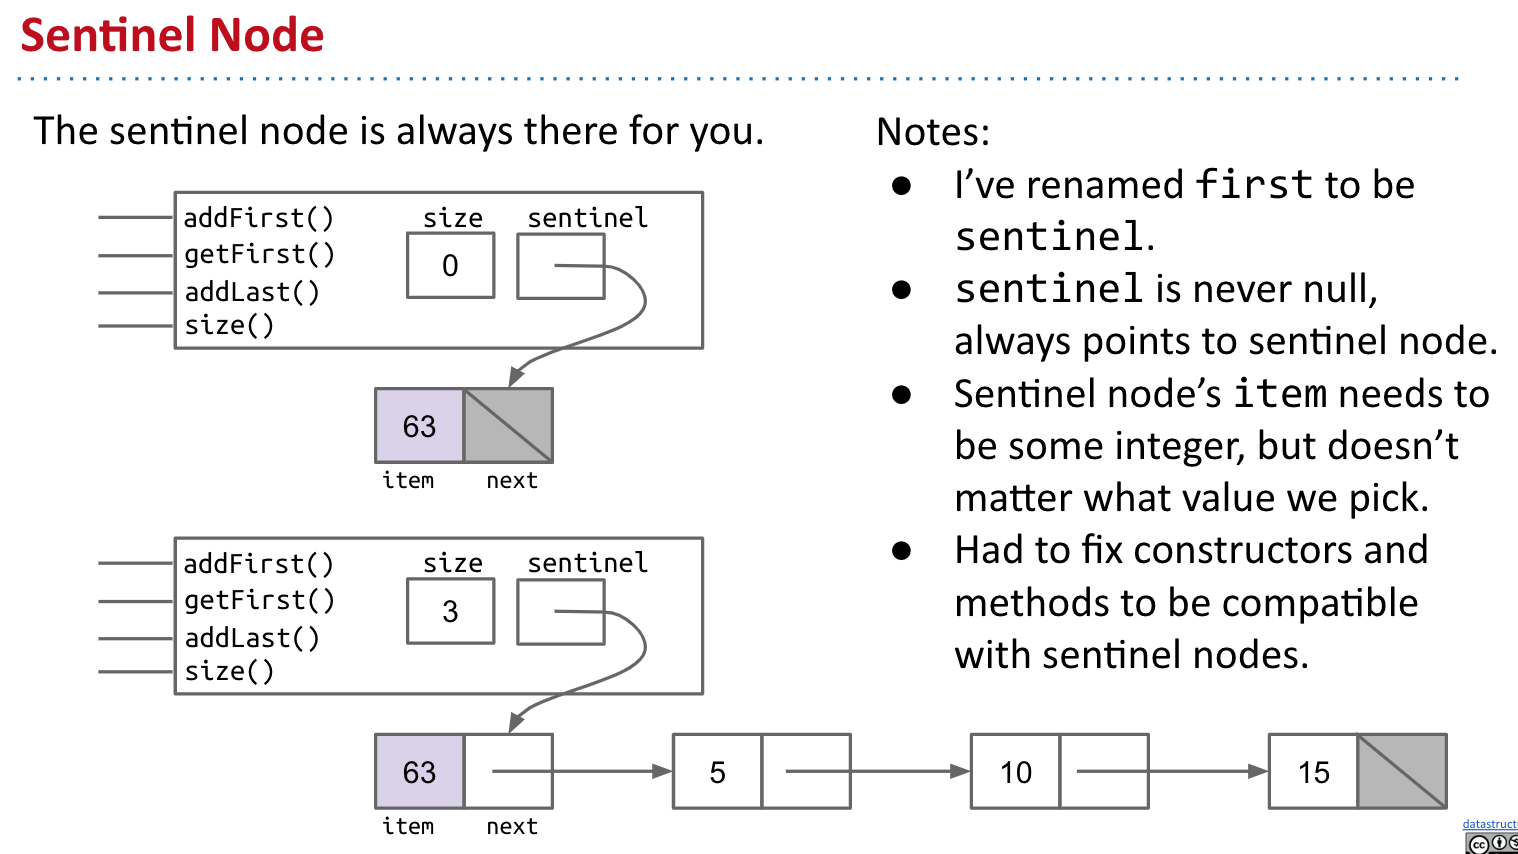 Sentinel Node
The sentinel node is always there for you.
addFirst()
getFirst()
addLast()
size()
size
sentinel
0
63
item
next
addFirst()
getFirst()
addLast()
size()
size
sentinel
3
63
5
10
15
item
next
Notes:
● I’ve renamed first to be
sentinel.
● sentinel is never null,
always points to sentinel node.
● Sentinel node’s item needs to
be some integer, but doesn’t
matter what value we pick.
● Had to fix constructors and
methods to be compatible
with sentinel nodes.
datastruct
cc